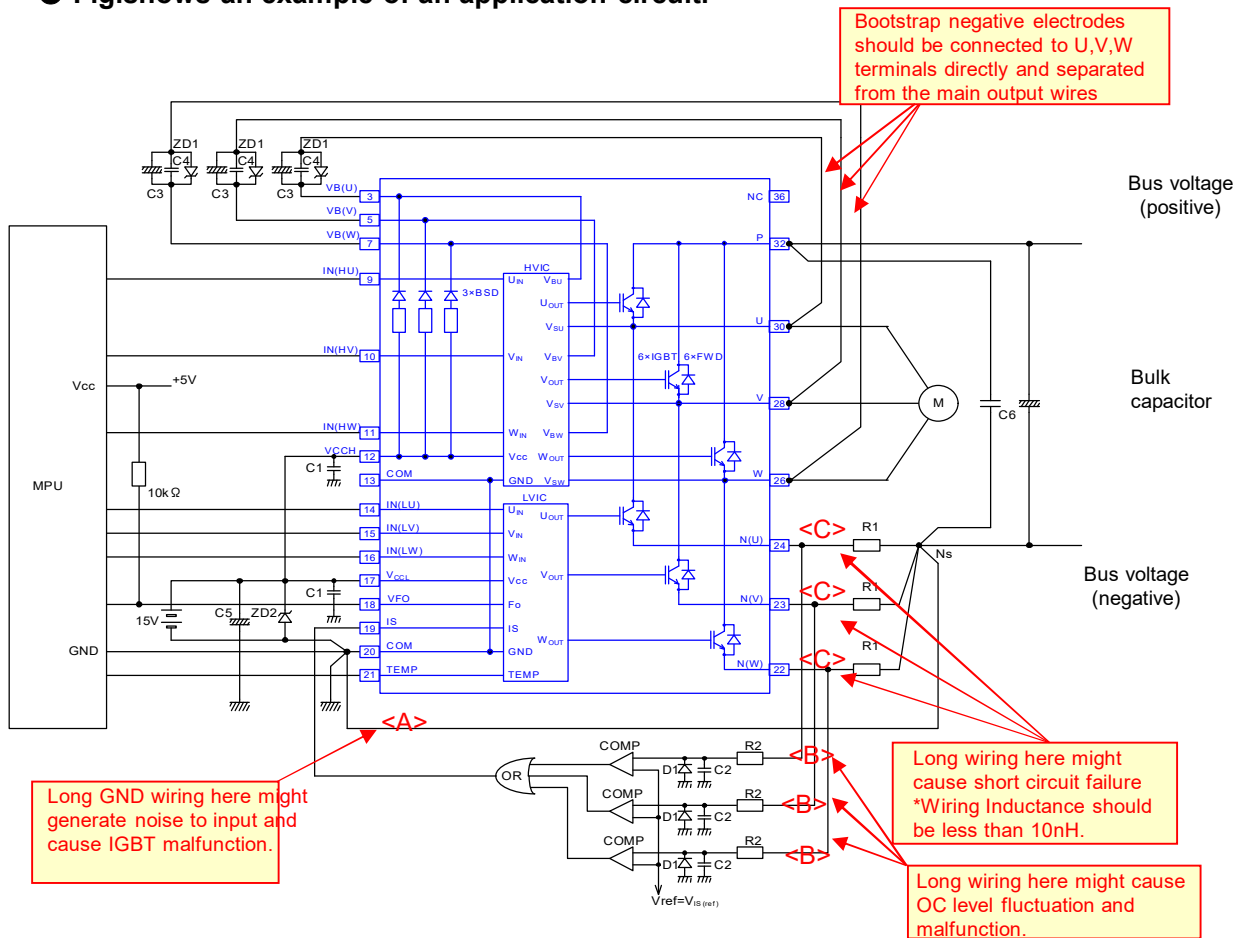 Bootstrap negative electrodes
should be connected to U,V,W
terminals directly and separated
from the main output wires
ZD1
ZD1
ZD1
C4
C4
C4
C3
C3
C3
VB(U)
3
VB(V)
5
VB(W)
7
NC
36
P
32
Bus voltage
(positive)
IN(HU)
9
3×BSD
HVIC
UIN
VBU
UOUT
VSU
U
30
IN(HV)
10
VIN
VBV
6×IGBT
6×FWD
VOUT
VSV
V
28
M
C6
Bulk
capacitor
Vcc
+5V
IN(HW)
11
WIN
VBW
VCCH
12
Vcc
WOUT
C1
COM
13
GND
VSW
W
26
MPU
10kΩ
LVIC
IN(LU)
14
UIN
UOUT
IN(LV)
15
VIN
IN(LW)
16
WIN
N(U)
24
<C>
R1
Ns
VCCL
17
Vcc
VOUT
Bus voltage
(negative)
C1
VFO
18
Fo
N(V)
23
<C>
R1
15V
C5
ZD2
IS
19
IS
WOUT
GND
COM
20
GND
N(W)
22
<C>
R1
TEMP
21
TEMP
<A>
COMP
R2
<B>
D1
C2
OR
COMP
R2
<B>
D1
C2
COMP
R2
<B>
D1
C2
Vref=VIS(ref)
Long GND wiring here might
generate noise to input and
cause IGBT malfunction.
Long wiring here might
cause short circuit failure
*Wiring Inductance should
be less than 10nH.
Long wiring here might cause
OC level fluctuation and
malfunction.